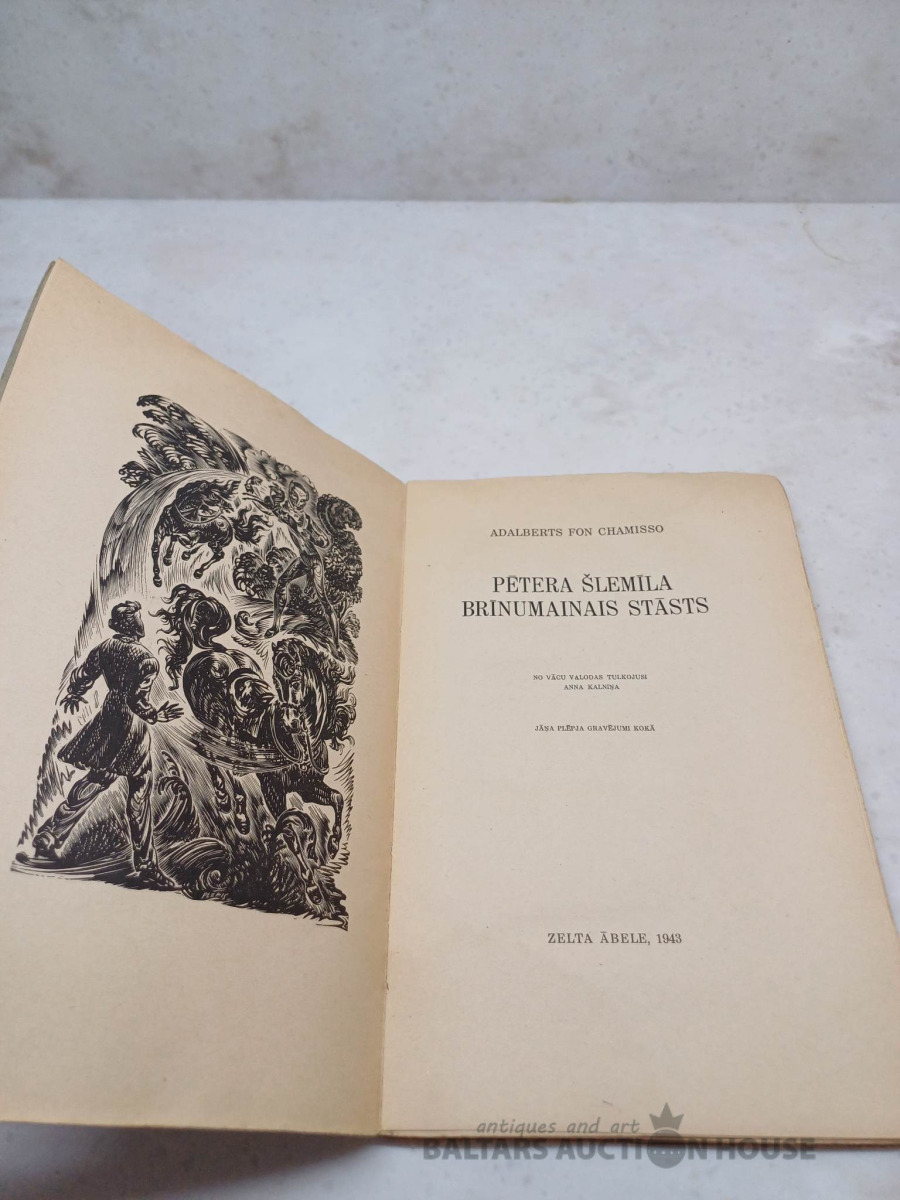 ADALBERTS FON CHAMISSO
PĒTERA ŠLEMĪLA
BRĪNUMAINAIS STĀSTS
NO VĀCU VALODAS TULKOJUSI
ANNA KALNIŅA
JĀŅA PLĒPJA GRAVĒJUMI KOKĀ
ZELTA ĀBELE, 1943
antiques and art
BALTARS AUCTION HOUSE